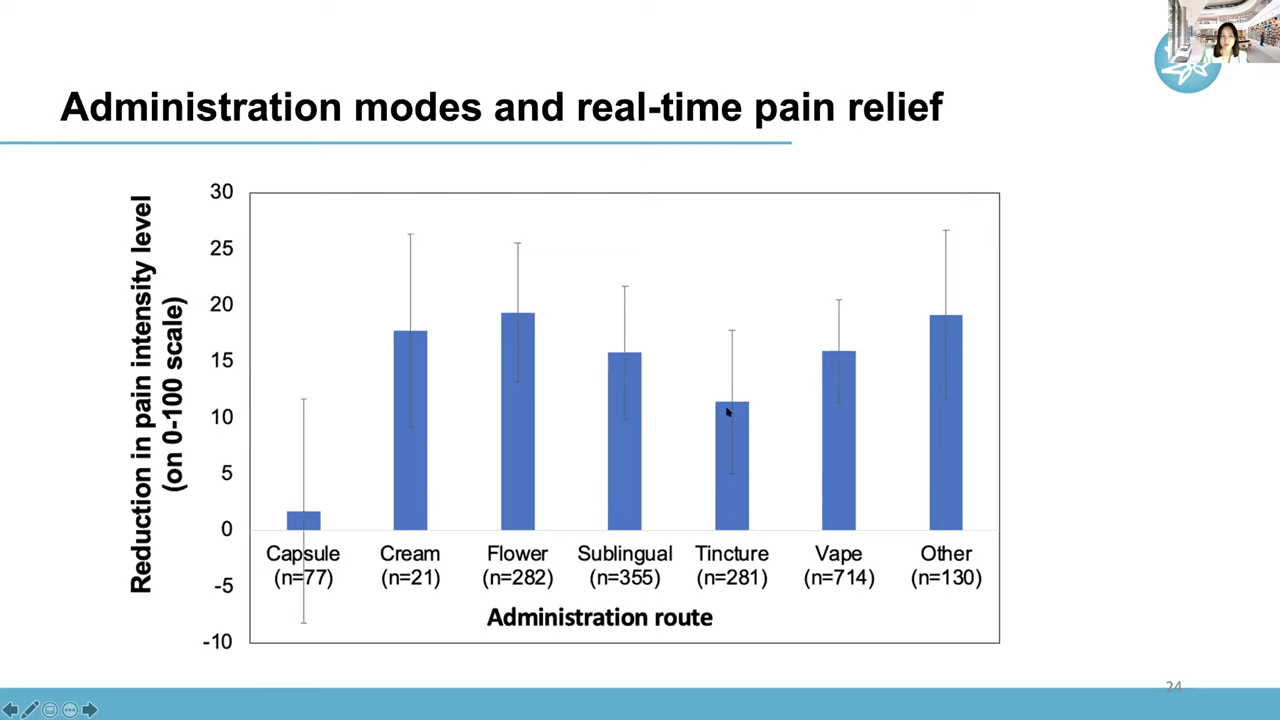 Administration modes and real-time pain relief
Reduction in pain intensity level
(on 0-100 scale)
30
25
20
15
10
5
0
-5
-10
Capsule Cream Flower Sublingual Tincture Vape Other
(n=77) (n=21) (n=282) (n=355) (n=281) (n=714) (n=130)
Administration route
24